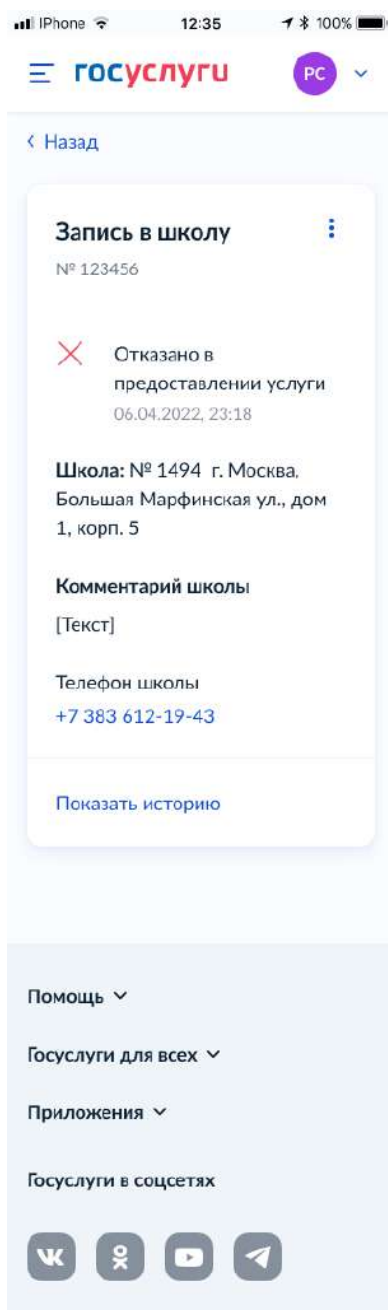 iPhone 12:35 100%
госуслуги РС
Назад
Запись в школу
№ 123456
Отказано в
предоставлении услуги
06.04.2022, 23:18
Школа: № 1494 г. Москва,
Большая Марфинская ул., дом
1, корп. 5
Комментарий школы
[Текст]
Телефон школы
+7 383 612-19-43
Показать историю
Помощь
Госуслуги для всех
Приложения
Госуслуги в соцсетях